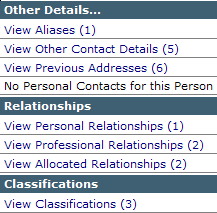 Other Details...
View Aliases (1)
View Other Contact Details (5)
View Previous Addresses (6)
No Personal Contacts for this Person
Relationships
View Personal Relationships (1)
View Professional Relationships (2)
View Allocated Relationships (2)
Classifications
View Classifications (3)